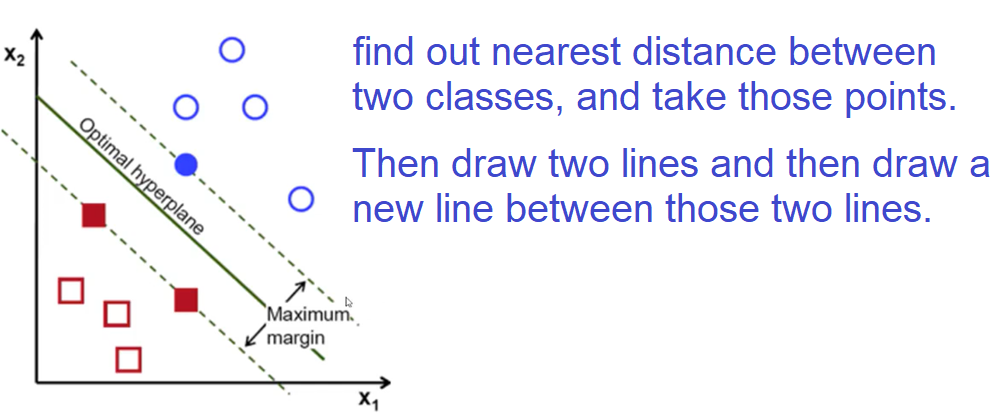 x2
find out nearest distance between
two classes, and take those points.
Then draw two lines and then draw a
new line between those two lines.
Optimal hyperplane
Maximum
margin
x1